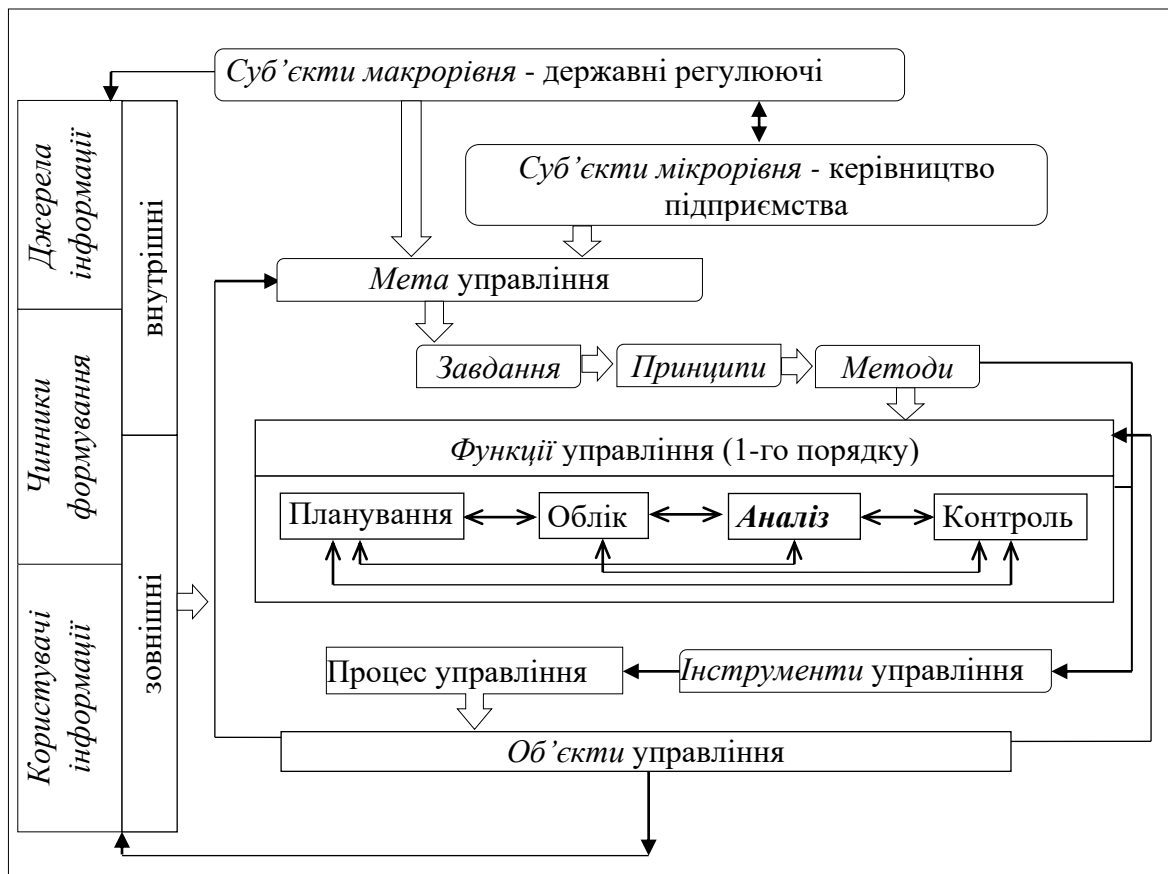 Суб’єкти макрорівня - державні регулюючі
Суб’єкти мікрорівня - керівництво
підприємства
Джерела
інформації
внутрішні
Мета управління
Чинники
формування
Завдання
Принципи
Методи
Функції управління (1-го порядку)
Планування
Облік
Аналіз
Контроль
Користувачі
інформації
зовнішні
Процес управління
Інструменти управління
Об’єкти управління